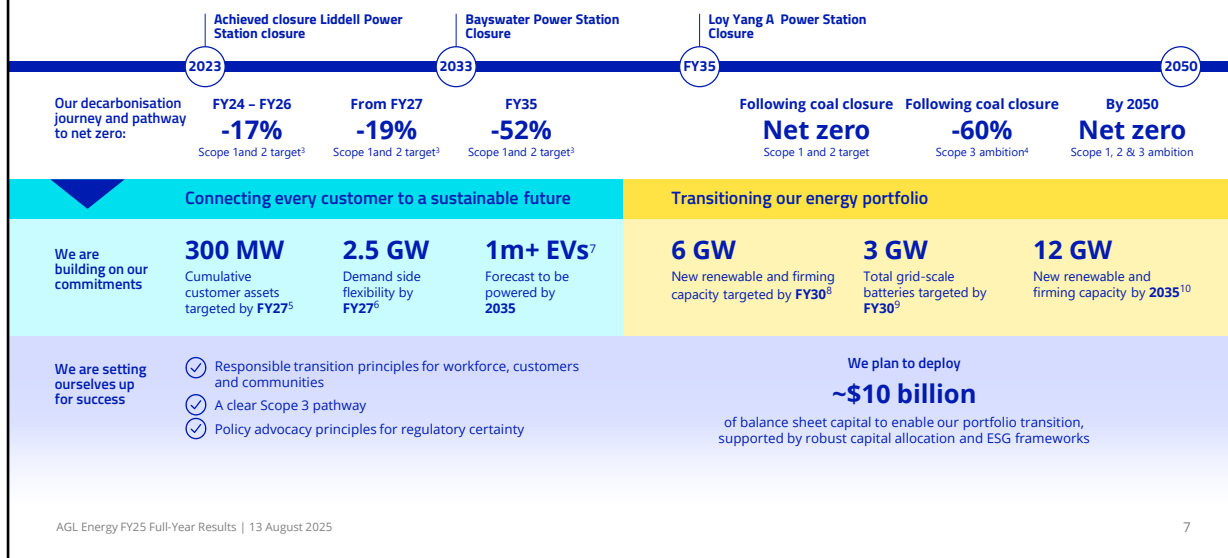 Achieved closure Liddell Power
Station closure
Bayswater Power Station
Closure
Loy Yang A Power Station
Closure
2023
2033
FY35
2050
Our decarbonisation
journey and pathway
to net zero:
FY24 – FY26
-17%
Scope 1and 2 target³
From FY27
-19%
Scope 1and 2 target³
FY35
-52%
Scope 1and 2 target³
Following coal closure
Net zero
Scope 1 and 2 target
Following coal closure
-60%
Scope 3 ambition⁴
By 2050
Net zero
Scope 1, 2 & 3 ambition
Connecting every customer to a sustainable future
Transitioning our energy portfolio
We are
building on our
commitments
300 MW
Cumulative
customer assets
targeted by FY27⁵
2.5 GW
Demand side
flexibility by
FY27⁶
1m+ EVs⁷
Forecast to be
powered by
2035
6 GW
New renewable and firming
capacity targeted by FY30⁸
3 GW
Total grid-scale
batteries targeted by
FY30⁹
12 GW
New renewable and
firming capacity by 2035¹⁰
We are setting
ourselves up
for success
Responsible transition principles for workforce, customers
and communities
A clear Scope 3 pathway
Policy advocacy principles for regulatory certainty
We plan to deploy
~$10 billion
of balance sheet capital to enable our portfolio transition,
supported by robust capital allocation and ESG frameworks
AGL Energy FY25 Full-Year Results | 13 August 2025
7